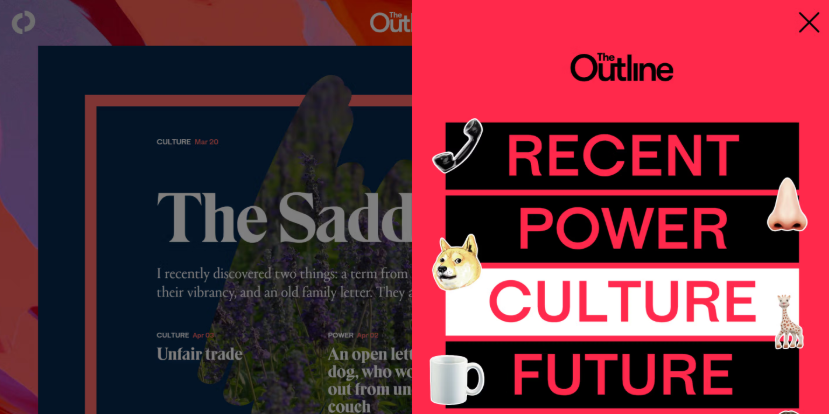 The
Outl
CULTURE Mar 20
The Sadd
I recently discovered two things: a term from
their vibrancy, and an old family letter. They a
CULTURE Apr 0
Unfair trade
POWER Apr 02
An open lett
dog, who wo
out from un
couch
The
Outline
RECENT
POWER
CULTURE
FUTURE